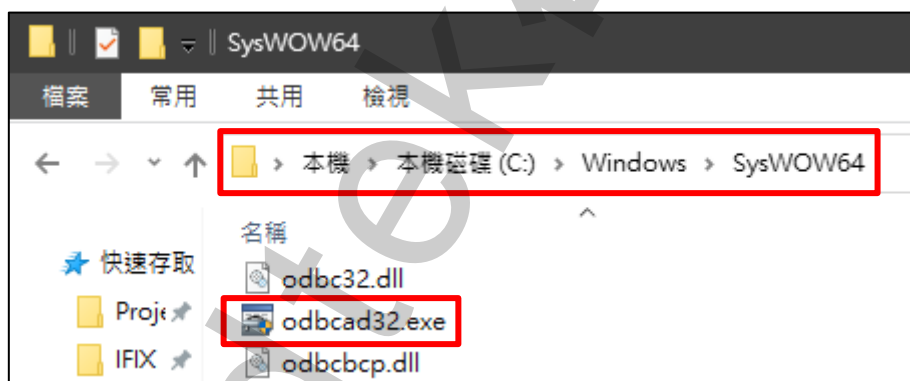 SysWOW64
檔案 常用 共用 檢視
本機 > 本機磁碟 (C:) > Windows > SysWOW64
名稱
快速存取
odbc32.dll
Proje
odbcad32.exe
IFIX
odbcbcp.dll